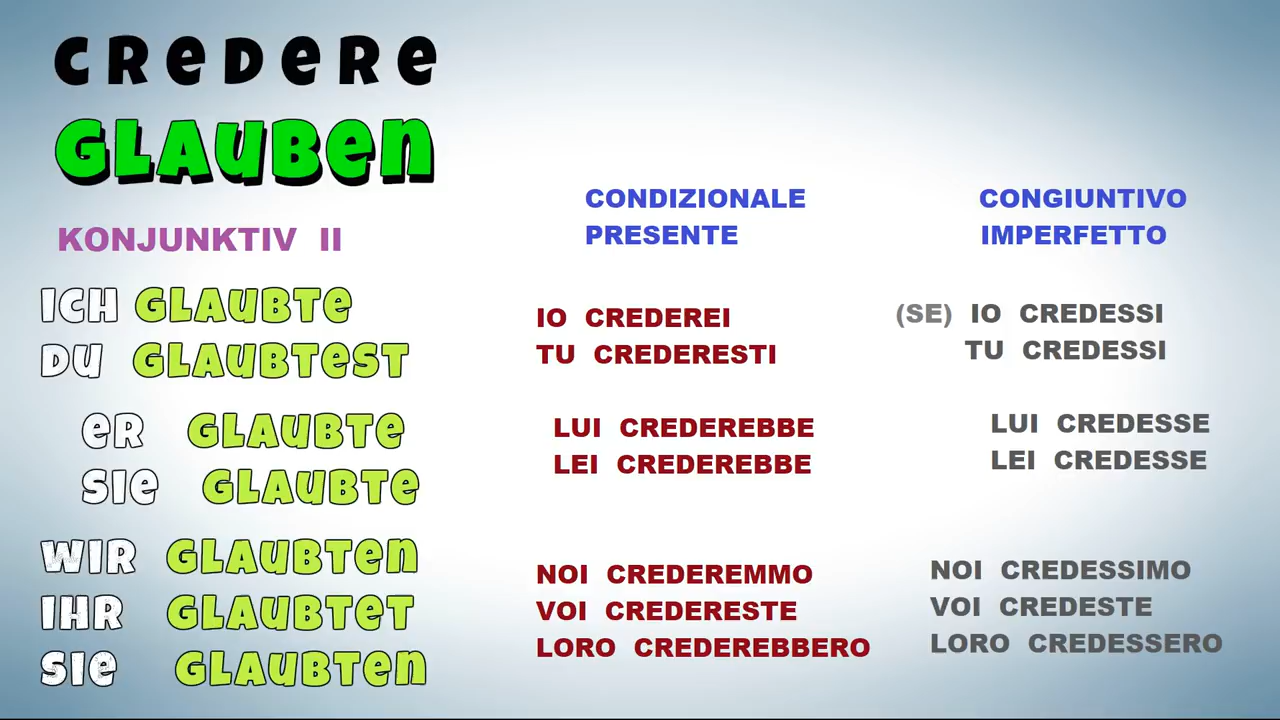 CREDERE
GLAUBEN
KONJUNKTIV II
ICH GLAUBTE
DU GLAUBTEST
ER GLAUBTE
SIE GLAUBTE
WIR GLAUBTEN
IHR GLAUBTET
SIE GLAUBTEN
CONDIZIONALE
PRESENTE
IO CREDEREI
TU CREDERESTI
LUI CREDEREBBE
LEI CREDEREBBE
NOI CREDEREMMO
VOI CREDERESTE
LORO CREDEREBBERO
CONGIUNTIVO
IMPERFETTO
(SE) IO CREDESSI
TU CREDESSI
LUI CREDESSE
LEI CREDESSE
NOI CREDESSIMO
VOI CREDESTE
LORO CREDESSERO